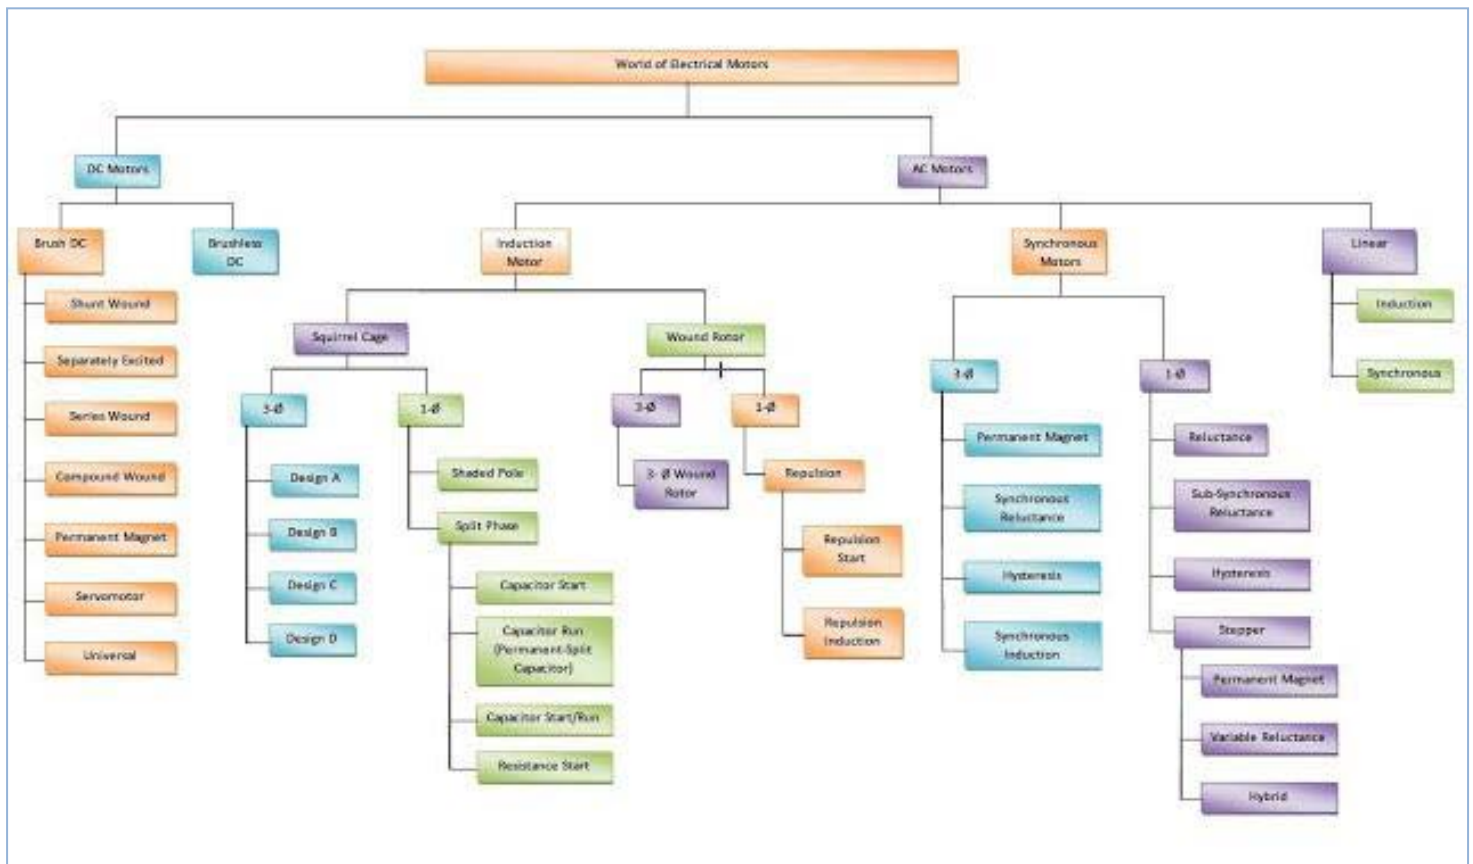 World of Electrical Motors
DC Motors
AC Motors
Brush DC
Brushless
DC
Induction
Motor
Synchronous
Motors
Linear
Shunt Wound
Separately Excited
Series Wound
Compound Wound
Permanent Magnet
Servomotor
Universal
Squirrel Cage
Wound Rotor
3-Ø
1-Ø
Design A
Design B
Design C
Design D
Shaded Pole
Split Phase
Capacitor Start
Capacitor Run
(Permanent-Split
Capacitor)
Capacitor Start/Run
Resistance Start
3-Ø
1-Ø
3- Ø Wound
Rotor
Repulsion
Repulsion
Start
Repulsion
Induction
3-Ø
1-Ø
Permanent Magnet
Synchronous
Reluctance
Hysteresis
Synchronous
Induction
Reluctance
Sub-Synchronous
Reluctance
Hysteresis
Stepper
Permanent Magnet
Variable Reluctance
Hybrid
Induction
Synchronous